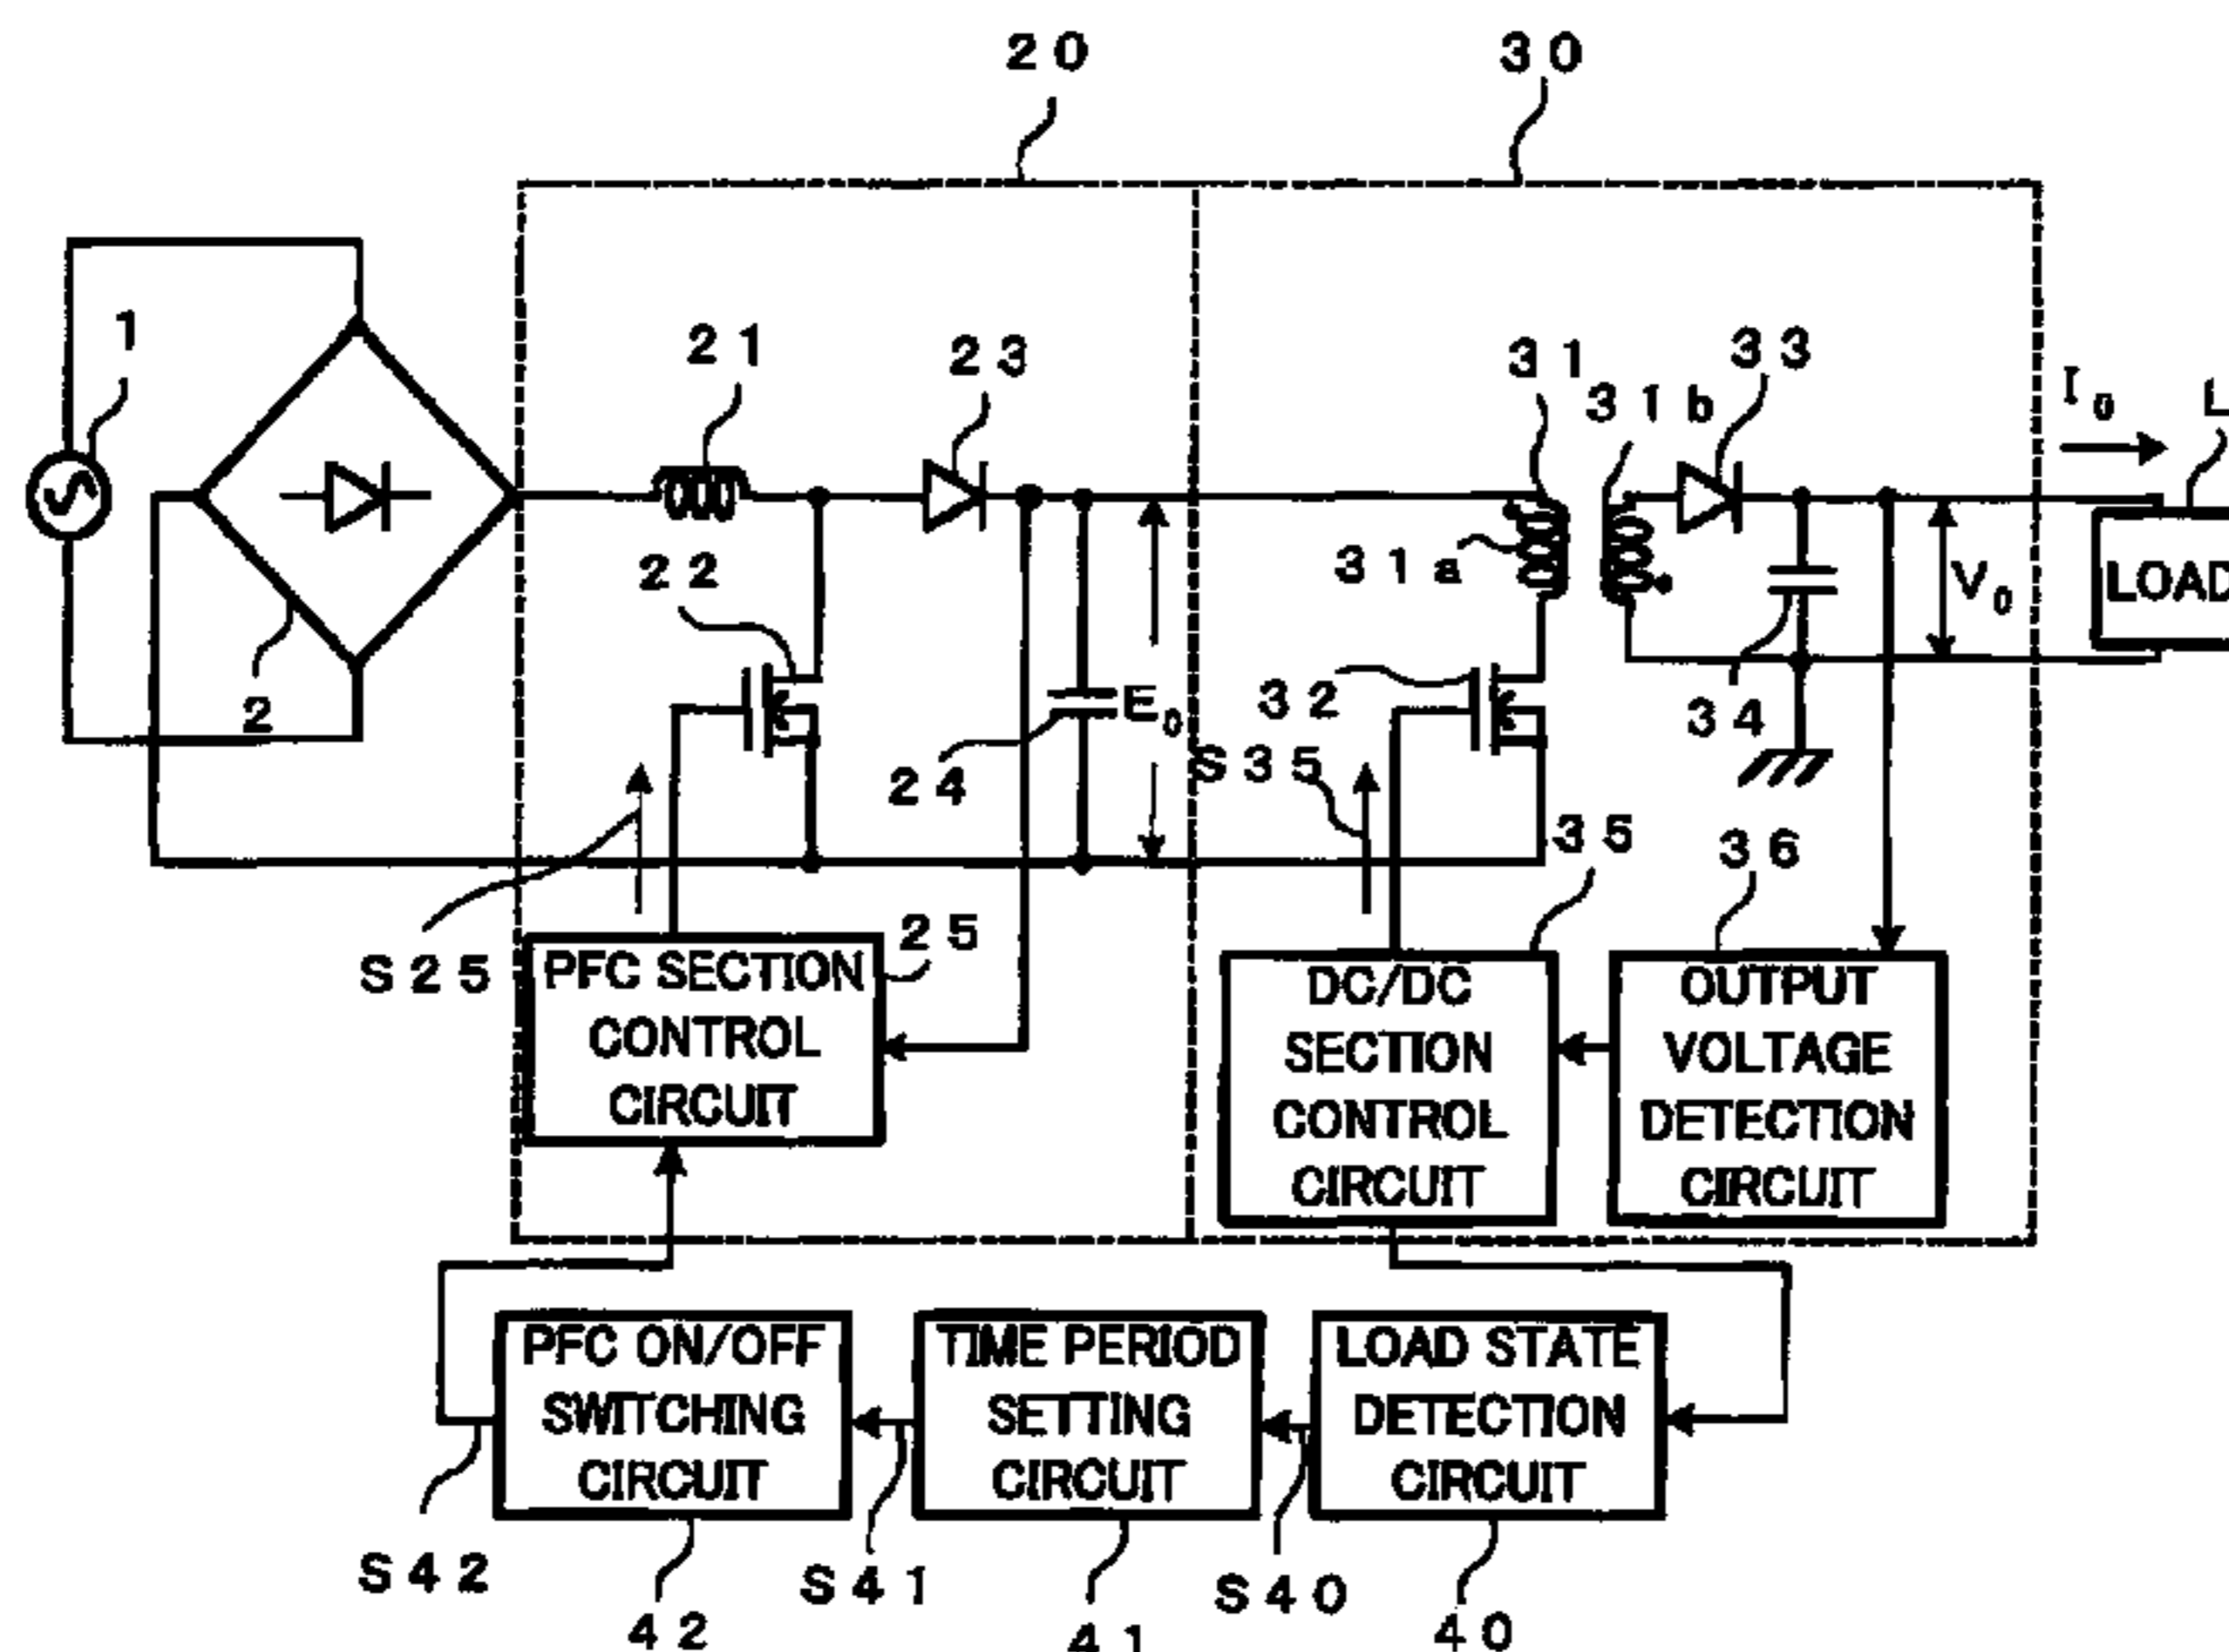 20
30
1
21
23
31
31b
33
I0
L
31a
22
2
24
E0
32
S35
34
V0
LOAD
S25
25
35
36
PFC SECTION
CONTROL
CIRCUIT
DC/DC
SECTION
CONTROL
CIRCUIT
OUTPUT
VOLTAGE
DETECTION
CIRCUIT
PFC ON/OFF
SWITCHING
CIRCUIT
TIME PERIOD
SETTING
CIRCUIT
LOAD STATE
DETECTION
CIRCUIT
S42
42
S41
41
S40
40